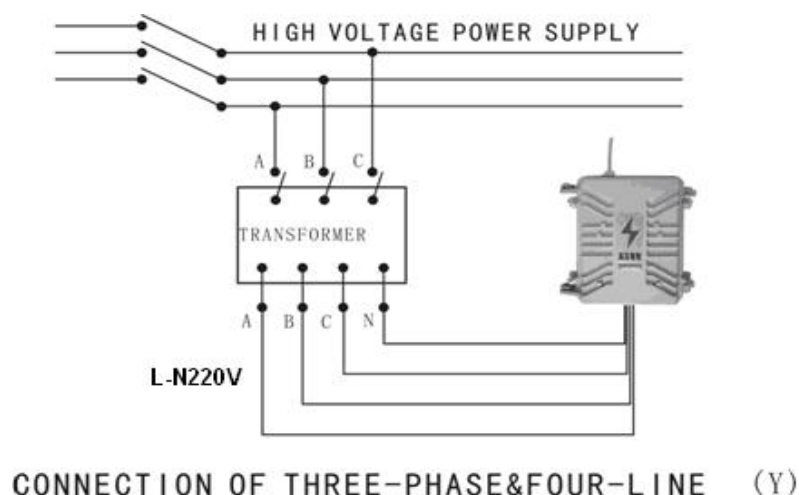 HIGH VOLTAGE POWER SUPPLY
A B C
TRANSFORMER
A B C N
L-N220V
CONNECTION OF THREE-PHASE&FOUR-LINE (Y)